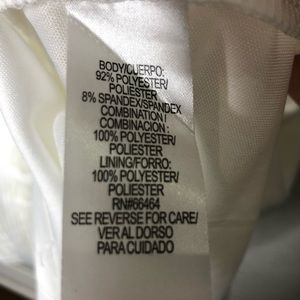 BODY/CUERPO:
92% POLYESTER/
POLIESTER
8% SPANDEX/SPANDEX
COMBINATION/
COMBINACION :
100% POLYESTER/
POLIESTER
LINING/FORRO:
100% POLYESTER/
POLIESTER
RN#66464
SEE REVERSE FOR CARE/
VER AL DORSO
PARA CUIDADO